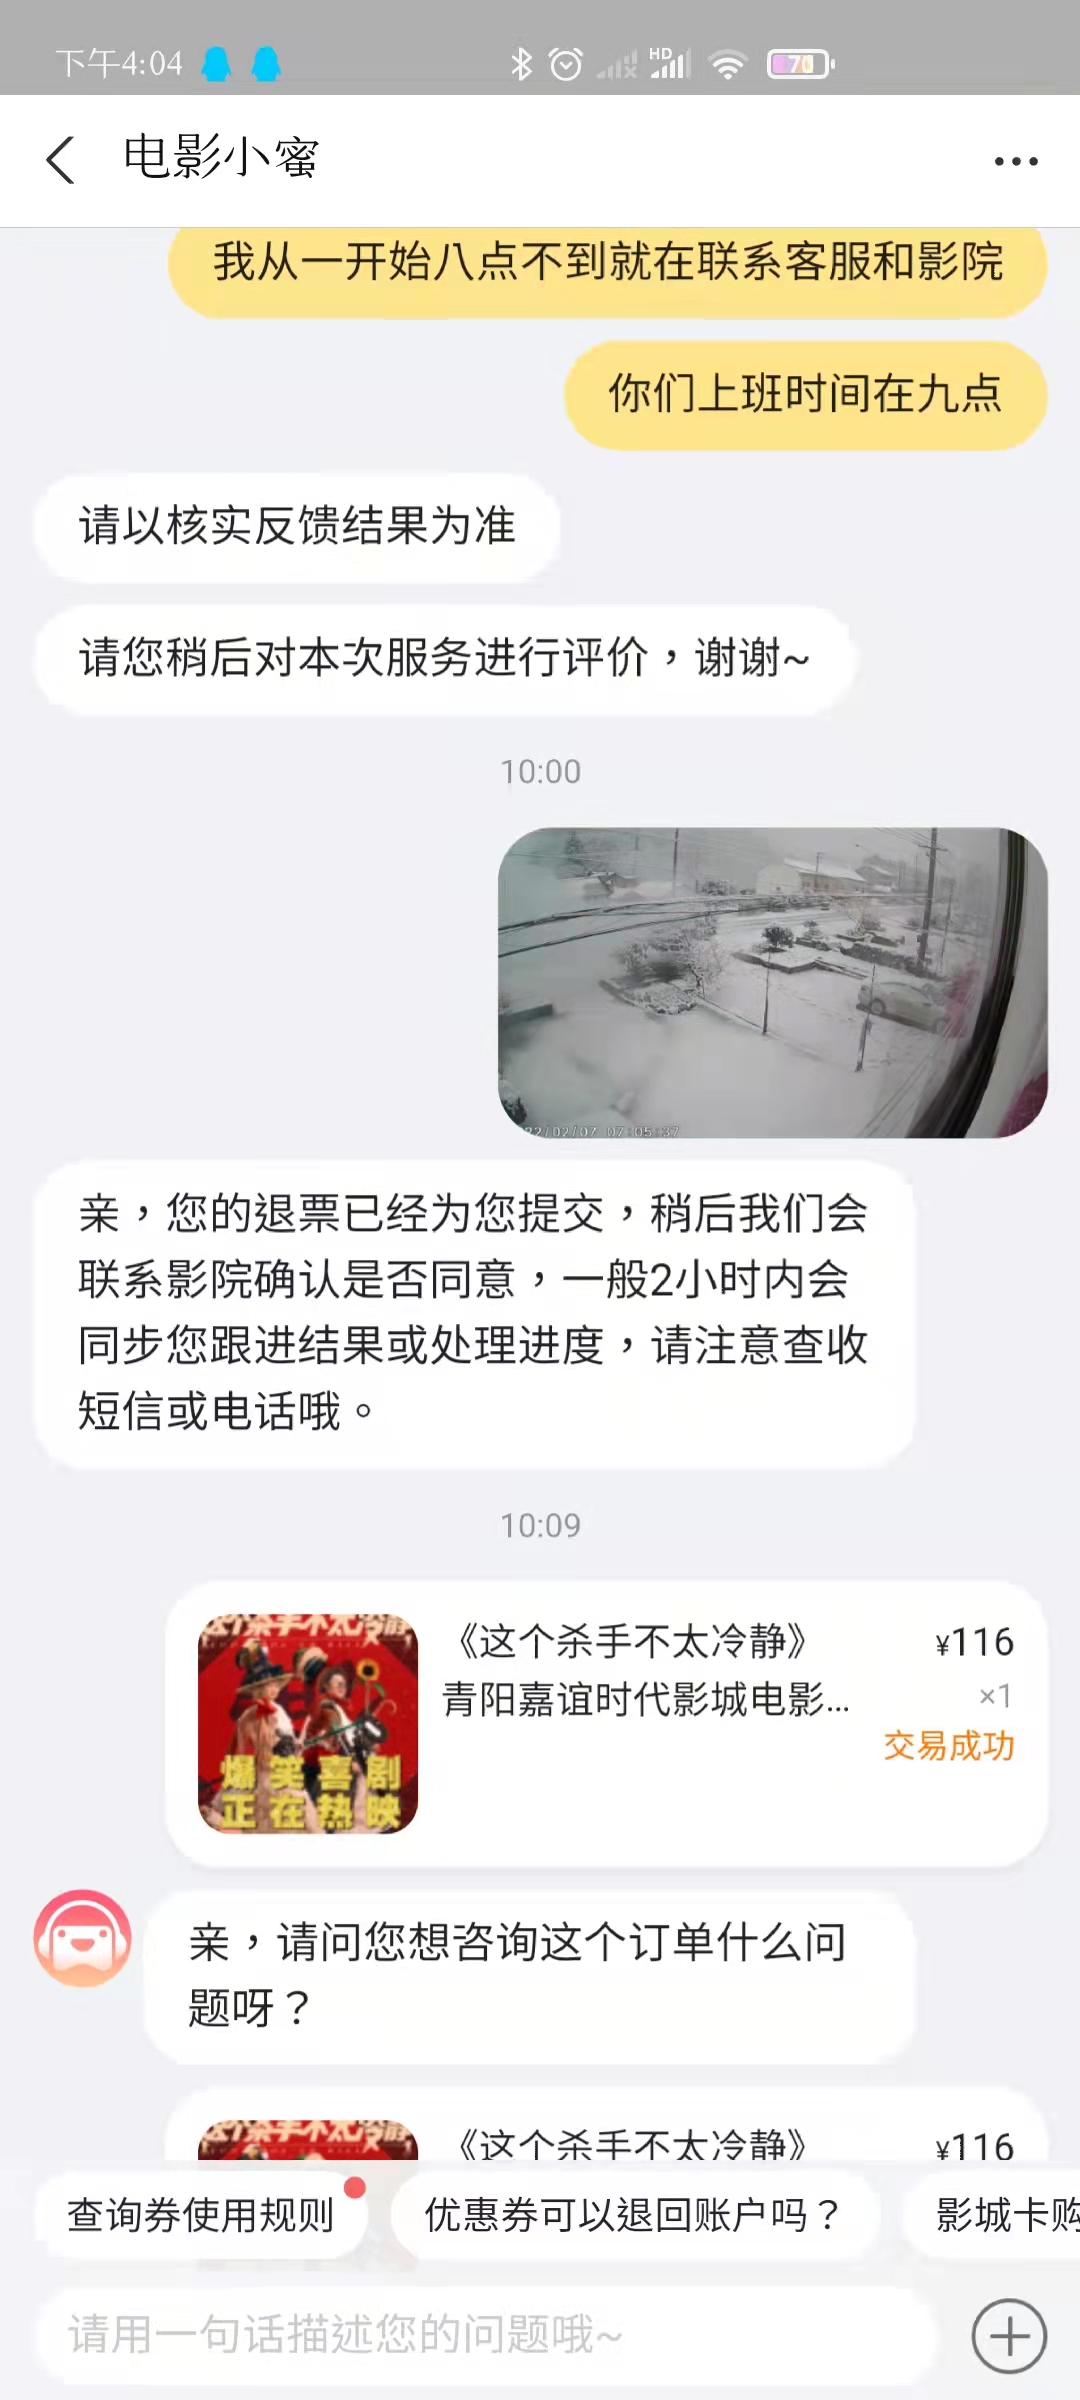 下午4:04
HD
70
电影小蜜
我从一开始八点不到就在联系客服和影院
你们上班时间在九点
请以核实反馈结果为准
请您稍后对本次服务进行评价，谢谢~
10:00
22/02/07 07:05:37
亲，您的退票已经为您提交，稍后我们会
联系影院确认是否同意，一般2小时内会
同步您跟进结果或处理进度，请注意查收
短信或电话哦。
10:09
这个杀手不太冷静
爆笑喜剧
正在热映
《这个杀手不太冷静》
¥116
青阳嘉谊时代影城电影...
×1
交易成功
亲，请问您想咨询这个订单什么问
题呀？
《这个杀手不太冷静》
¥116
查询券使用规则
优惠券可以退回账户吗？
影城卡购
请用一句话描述您的问题哦~